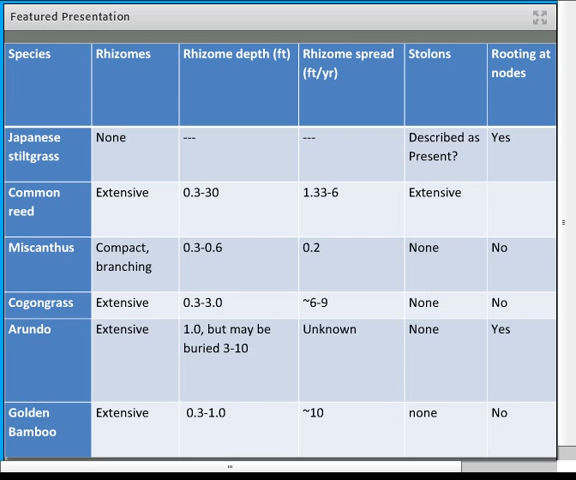 Featured Presentation
Species Rhizomes Rhizome depth (ft) Rhizome spread Stolons Rooting at
(ft/yr) nodes
Japanese None --- --- Described as Yes
stiltgrass Present?
Common Extensive 0.3-30 1.33-6 Extensive
reed
Miscanthus Compact, 0.3-0.6 0.2 None No
branching
Cogongrass Extensive 0.3-3.0 ~6-9 None No
Arundo Extensive 1.0, but may be Unknown None Yes
buried 3-10
Golden Extensive 0.3-1.0 ~10 none No
Bamboo